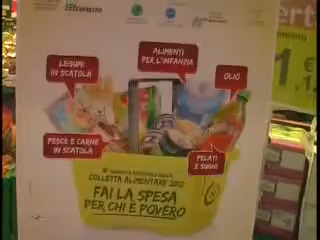 ALIMENTI
PER L'INFANZIA
LEGUMI
IN SCATOLA
OLIO
PESCE E CARNE
IN SCATOLA
PELATI
E SUGHI
COLLETTA ALIMENTARE 2012
FAI LA SPESA
PER CHI È POVERO